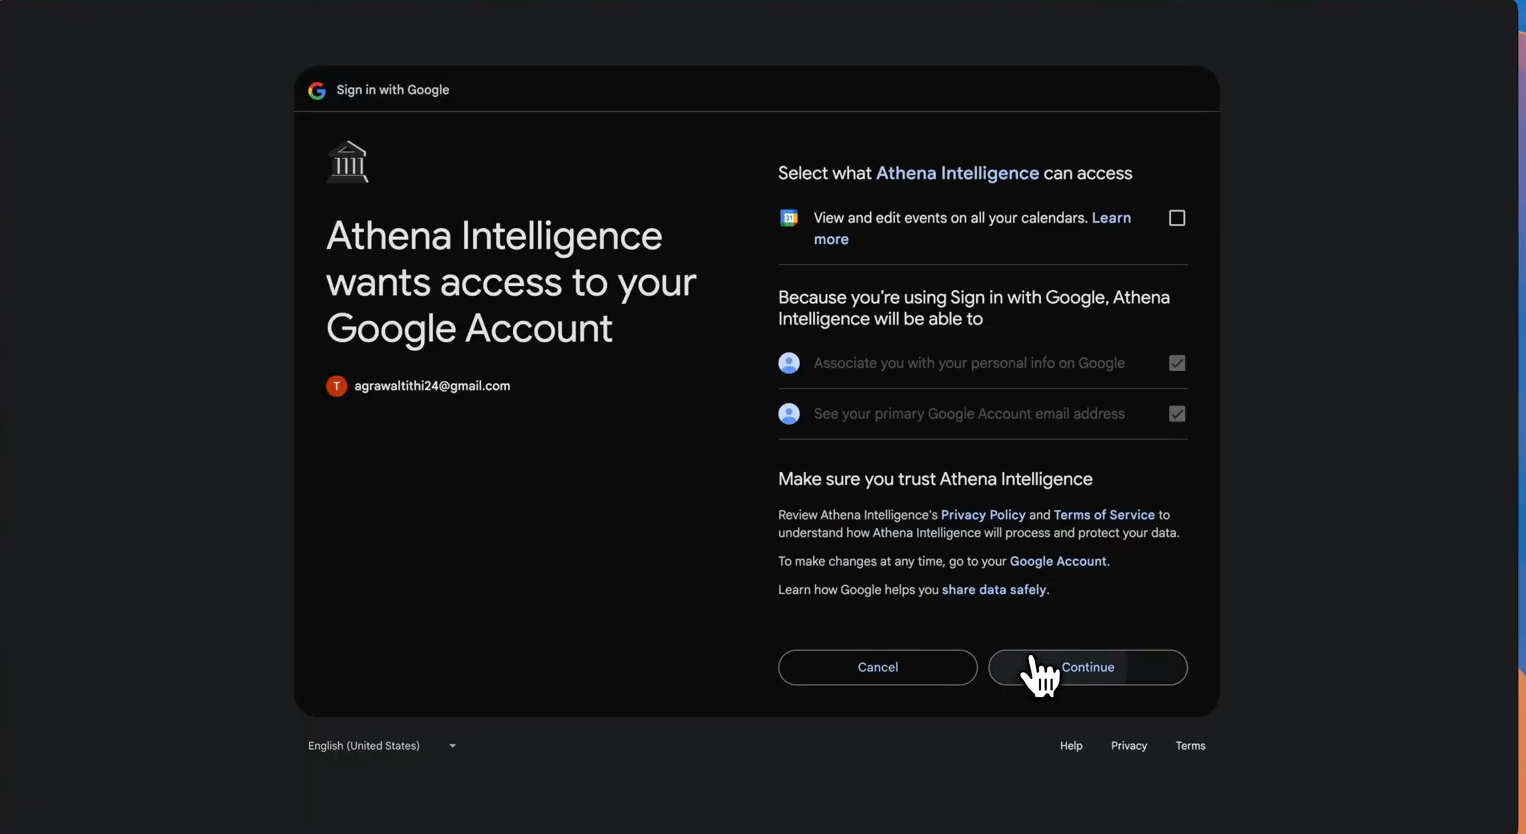 Sign in with Google
Athena Intelligence
wants access to your
Google Account
T
agrawaltithi24@gmail.com
Select what Athena Intelligence can access
31
View and edit events on all your calendars. Learn
more
Because you're using Sign in with Google, Athena
Intelligence will be able to
Associate you with your personal info on Google
See your primary Google Account email address
Make sure you trust Athena Intelligence
Review Athena Intelligence's Privacy Policy and Terms of Service to
understand how Athena Intelligence will process and protect your data.
To make changes at any time, go to your Google Account.
Learn how Google helps you share data safely.
Cancel
Continue
English (United States)
Help
Privacy
Terms